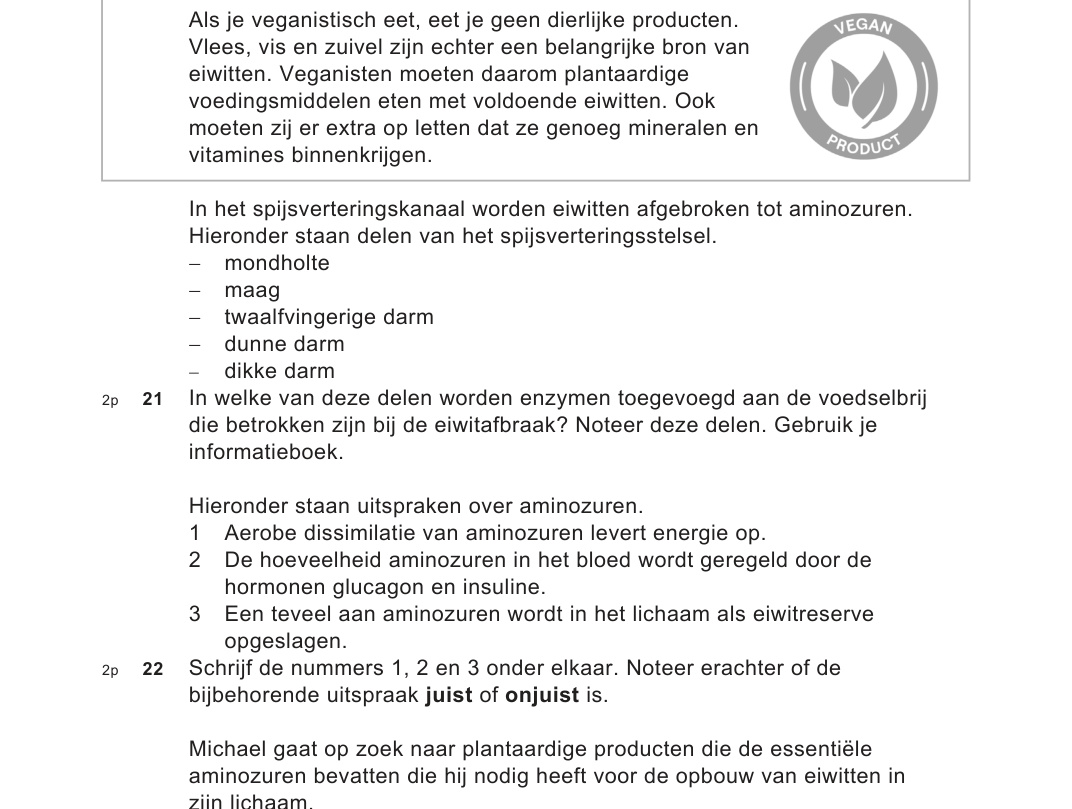 Als je veganistisch eet, eet je geen dierlijke producten.
Vlees, vis en zuivel zijn echter een belangrijke bron van
eiwitten. Veganisten moeten daarom plantaardige
voedingsmiddelen eten met voldoende eiwitten. Ook
moeten zij er extra op letten dat ze genoeg mineralen en
vitamines binnenkrijgen.
VEGAN
PRODUCT
In het spijsverteringskanaal worden eiwitten afgebroken tot aminozuren.
Hieronder staan delen van het spijsverteringsstelsel.
– mondholte
– maag
– twaalfvingerige darm
– dunne darm
– dikke darm
2p 21 In welke van deze delen worden enzymen toegevoegd aan de voedselbrij
die betrokken zijn bij de eiwitafbraak? Noteer deze delen. Gebruik je
informatieboek.
Hieronder staan uitspraken over aminozuren.
1 Aerobe dissimilatie van aminozuren levert energie op.
2 De hoeveelheid aminozuren in het bloed wordt geregeld door de
hormonen glucagon en insuline.
3 Een teveel aan aminozuren wordt in het lichaam als eiwitreserve
opgeslagen.
2p 22 Schrijf de nummers 1, 2 en 3 onder elkaar. Noteer erachter of de
bijbehorende uitspraak juist of onjuist is.
Michael gaat op zoek naar plantaardige producten die de essentiële
aminozuren bevatten die hij nodig heeft voor de opbouw van eiwitten in
zijn lichaam.